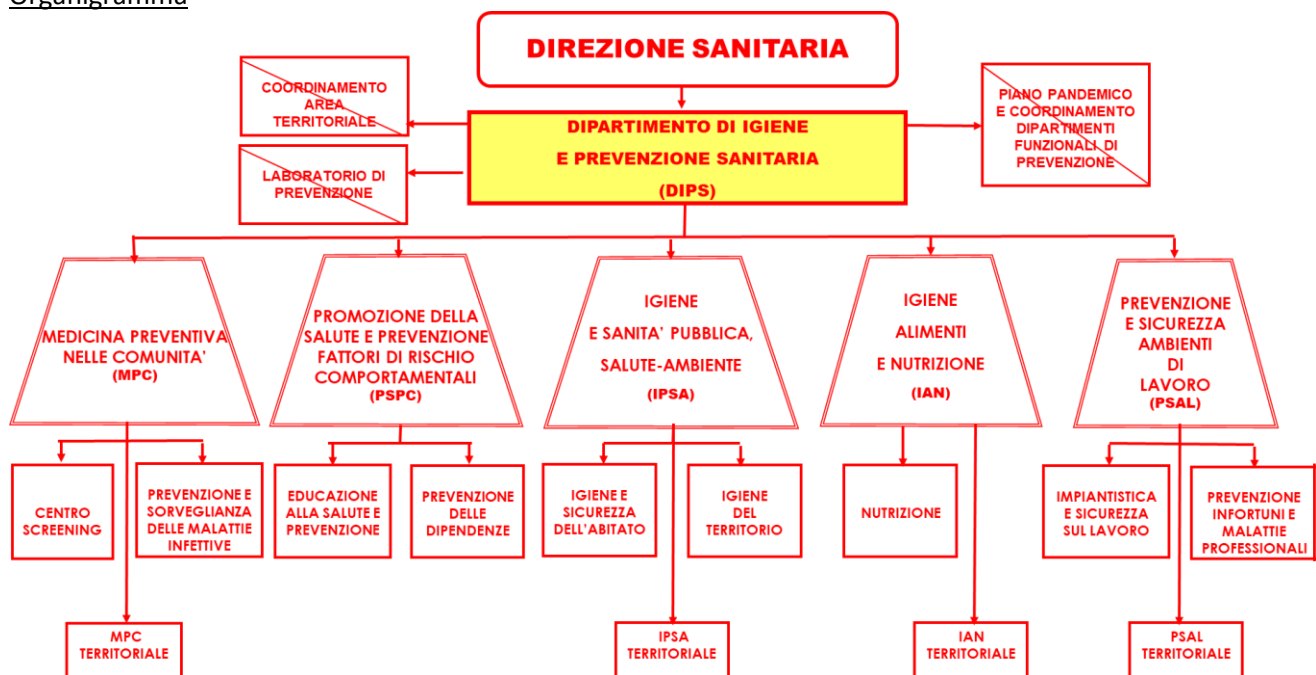 Organigramma
DIREZIONE SANITARIA
COORDINAMENTO
AREA
TERRITORIALE
PIANO PANDEMICO
E COORDINAMENTO
DIPARTIMENTI
FUNZIONALI DI
PREVENZIONE
DIPARTIMENTO DI IGIENE
E PREVENZIONE SANITARIA
(DIPS)
LABORATORIO DI
PREVENZIONE
MEDICINA PREVENTIVA
NELLE COMUNITA’
(MPC)
PROMOZIONE DELLA
SALUTE E PREVENZIONE
FATTORI DI RISCHIO
COMPORTAMENTALI
(PSPC)
IGIENE
E SANITA’ PUBBLICA,
SALUTE-AMBIENTE
(IPSA)
IGIENE
ALIMENTI
E NUTRIZIONE
(IAN)
PREVENZIONE
E SICUREZZA
AMBIENTI
DI
LAVORO
(PSAL)
CENTRO
SCREENING
PREVENZIONE E
SORVEGLIANZA
DELLE MALATTIE
INFETTIVE
EDUCAZIONE
ALLA SALUTE E
PREVENZIONE
PREVENZIONE
DELLE
DIPENDENZE
IGIENE E
SICUREZZA
DELL’ABITATO
IGIENE
DEL
TERRITORIO
NUTRIZIONE
IMPIANTISTICA
E SICUREZZA
SUL LAVORO
PREVENZIONE
INFORTUNI E
MALATTIE
PROFESSIONALI
MPC
TERRITORIALE
IPSA
TERRITORIALE
IAN
TERRITORIALE
PSAL
TERRITORIALE